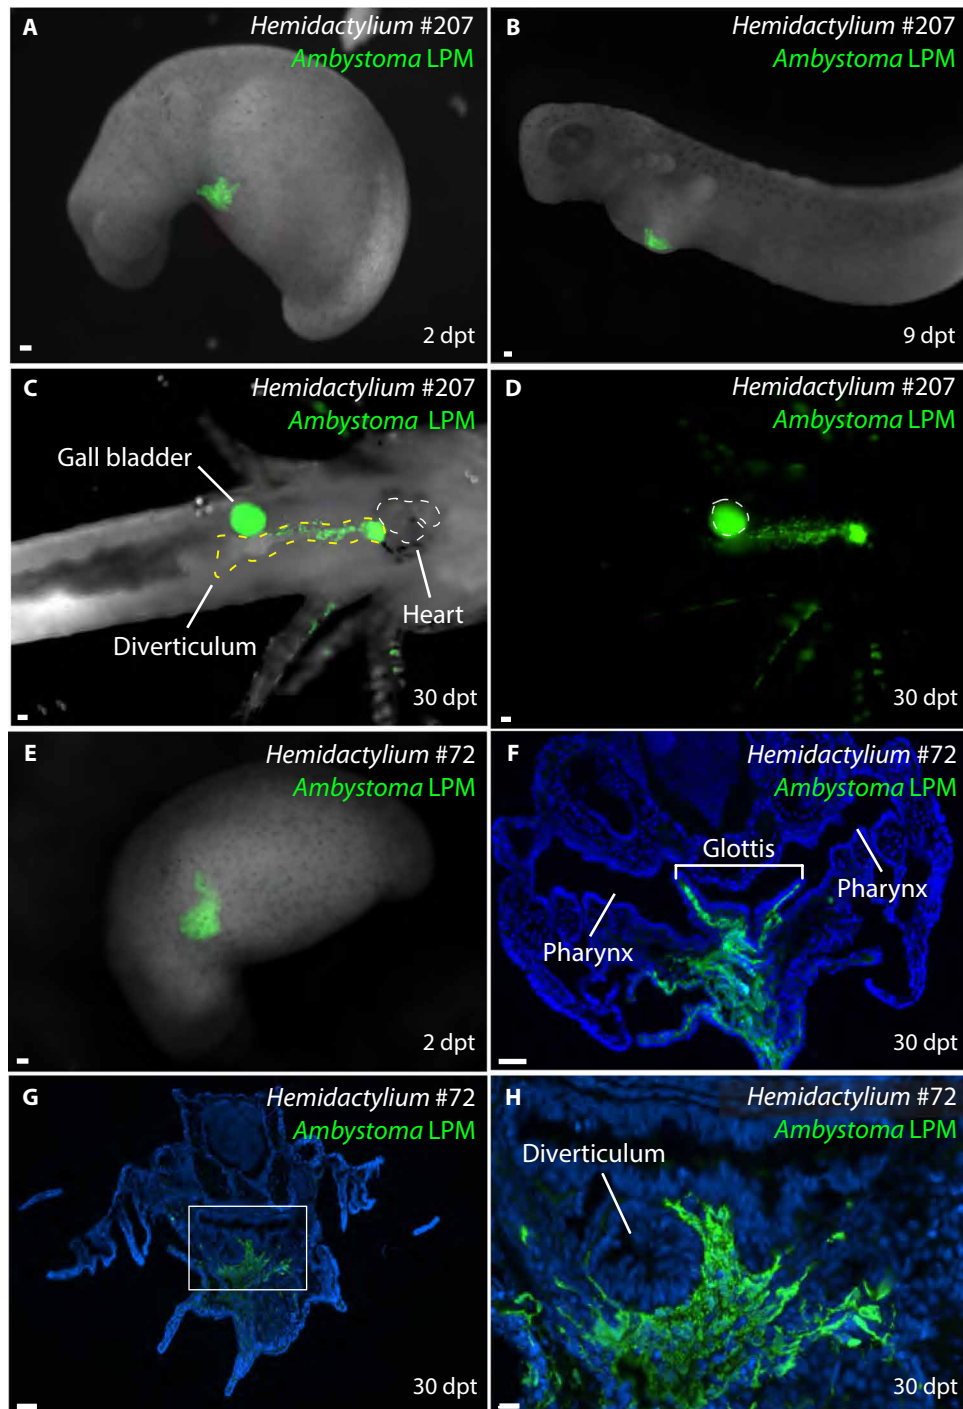 A
Hemidactylium #207
Ambystoma LPM
2 dpt
B
Hemidactylium #207
Ambystoma LPM
9 dpt
C
Hemidactylium #207
Ambystoma LPM
Gall bladder
Heart
Diverticulum
30 dpt
D
Hemidactylium #207
Ambystoma LPM
30 dpt
E
Hemidactylium #72
Ambystoma LPM
2 dpt
F
Hemidactylium #72
Ambystoma LPM
Glottis
Pharynx
Pharynx
30 dpt
G
Hemidactylium #72
Ambystoma LPM
30 dpt
H
Hemidactylium #72
Ambystoma LPM
Diverticulum
30 dpt